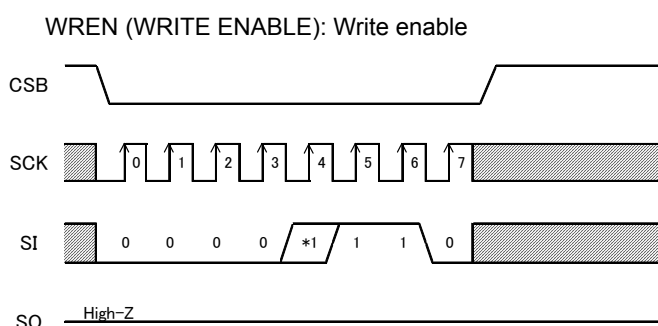 WREN (WRITE ENABLE): Write enable
CSB
SCK 0 1 2 3 4 5 6 7
SI 0 0 0 0 *1 1 1 0
High-Z
SO